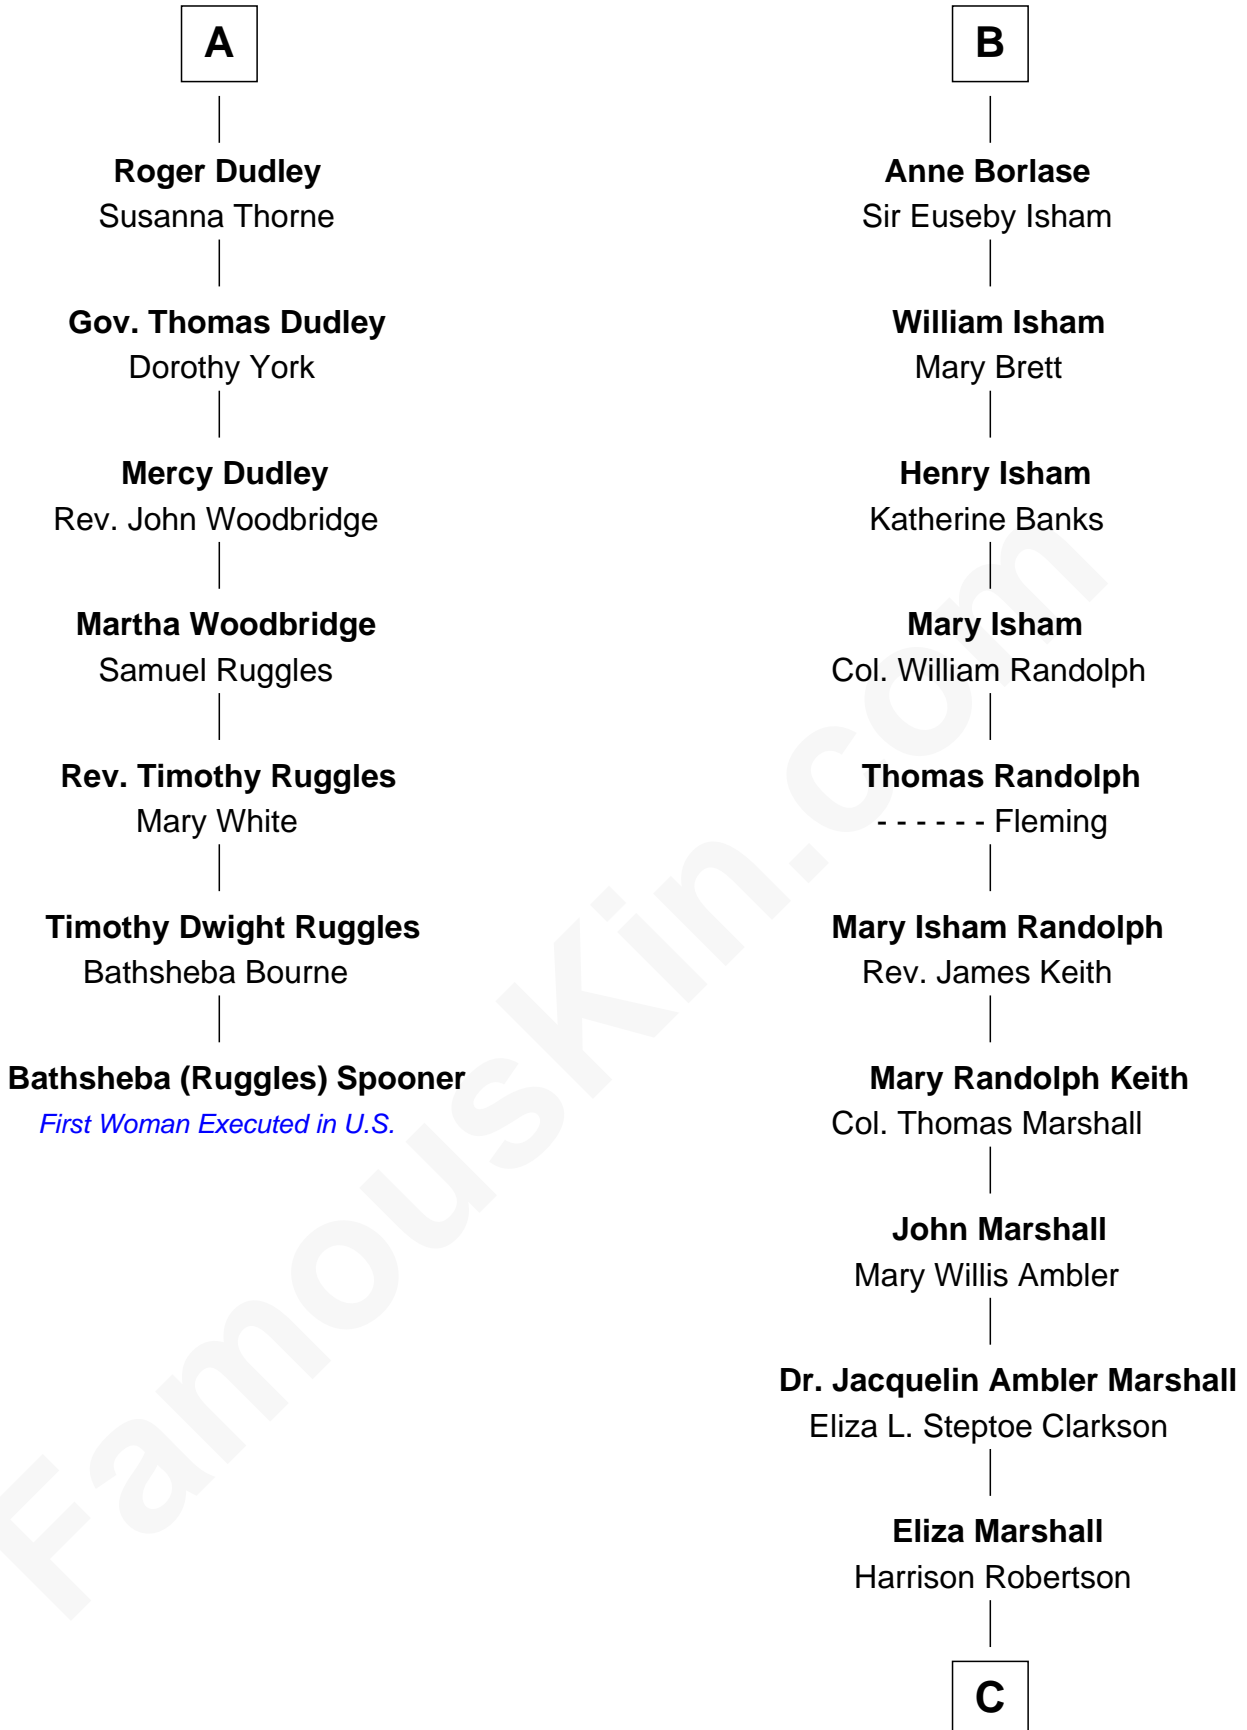 A
Roger Dudley
Susanna Thorne
Gov. Thomas Dudley
Dorothy York
Mercy Dudley
Rev. John Woodbridge
Martha Woodbridge
Samuel Ruggles
Rev. Timothy Ruggles
Mary White
Timothy Dwight Ruggles
Bathsheba Bourne
Bathsheba (Ruggles) Spooner
First Woman Executed in U.S.
B
Anne Borlase
Sir Euseby Isham
William Isham
Mary Brett
Henry Isham
Katherine Banks
Mary Isham
Col. William Randolph
Thomas Randolph
- - - - - - Fleming
Mary Isham Randolph
Rev. James Keith
Mary Randolph Keith
Col. Thomas Marshall
John Marshall
Mary Willis Ambler
Dr. Jacquelin Ambler Marshall
Eliza L. Steptoe Clarkson
Eliza Marshall
Harrison Robertson
C
FamousKin.com